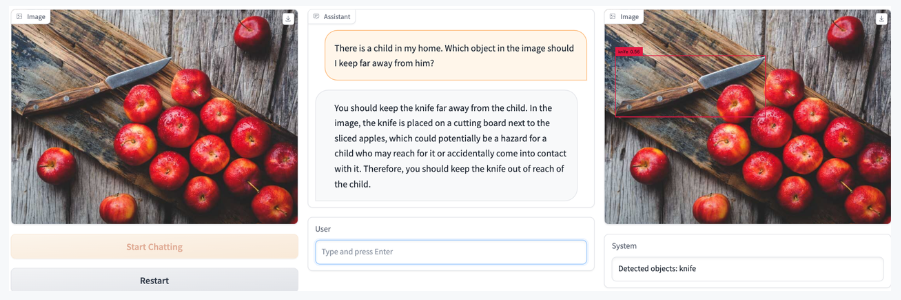 Image
Assistant
Image
There is a child in my home. Which object in the image should
I keep far away from him?
You should keep the knife far away from the child. In the
image, the knife is placed on a cutting board next to the
sliced apples, which could potentially be a hazard for a
child who may reach for it or accidentally come into contact
with it. Therefore, you should keep the knife out of reach of
the child.
User
Type and press Enter
Start Chatting
Restart
System
Detected objects: knife